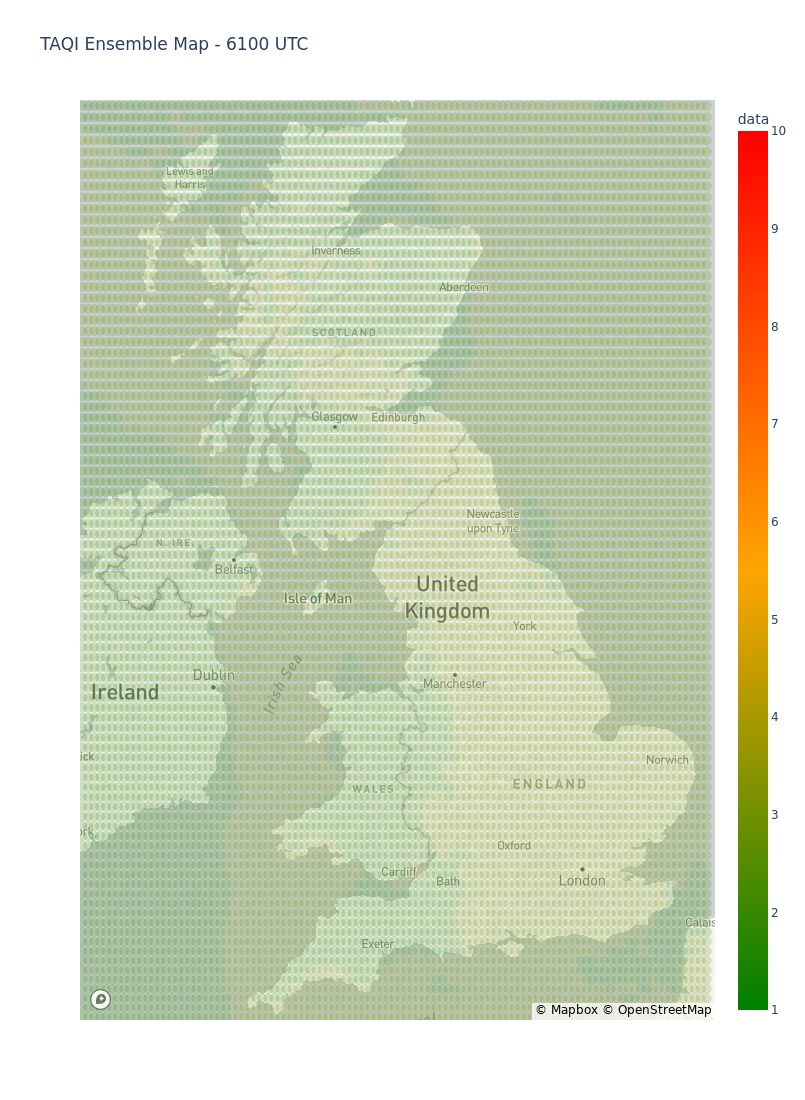 TAQI Ensemble Map - 6100 UTC
data
10
9
8
7
6
5
4
3
2
1
Lewis and
Harris
Inverness
Aberdeen
SCOTLAND
Glasgow
Edinburgh
Newcastle
upon Tyne
N. IRE.
Belfast
Isle of Man
United
Kingdom
York
Irish Sea
Dublin
Ireland
Manchester
ick
Norwich
WALES
ENGLAND
ork
Oxford
Cardiff
Bath
London
Calais
Exeter
© Mapbox © OpenStreetMap